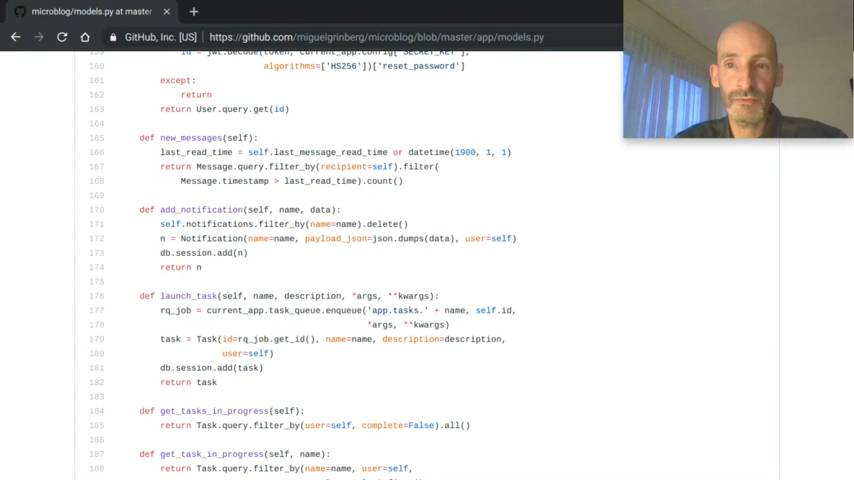 microblog/models.py at master
GitHub, Inc. [US]
https://github.com/miguelgrinberg/microblog/blob/master/app/models.py
159 id = jwt.decode(token, current_app.config['SECRET_KEY'],
160 algorithms=['HS256'])['reset_password']
161 except:
162 return
163 return User.query.get(id)
164
165 def new_messages(self):
166 last_read_time = self.last_message_read_time or datetime(1900, 1, 1)
167 return Message.query.filter_by(recipient=self).filter(
168 Message.timestamp > last_read_time).count()
169
170 def add_notification(self, name, data):
171 self.notifications.filter_by(name=name).delete()
172 n = Notification(name=name, payload_json=json.dumps(data), user=self)
173 db.session.add(n)
174 return n
175
176 def launch_task(self, name, description, *args, **kwargs):
177 rq_job = current_app.task_queue.enqueue('app.tasks.' + name, self.id,
178 *args, **kwargs)
179 task = Task(id=rq_job.get_id(), name=name, description=description,
180 user=self)
181 db.session.add(task)
182 return task
183
184 def get_tasks_in_progress(self):
185 return Task.query.filter_by(user=self, complete=False).all()
186
187 def get_task_in_progress(self, name):
188 return Task.query.filter_by(name=name, user=self,